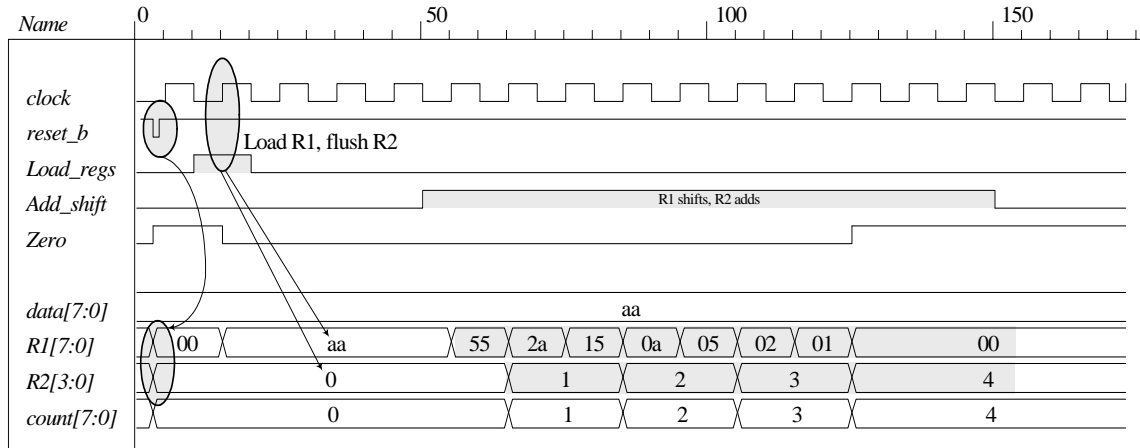 Name 0 50 100 150
clock
reset_b
Load R1, flush R2
Load_regs
Add_shift R1 shifts, R2 adds
Zero
data[7:0] aa
R1[7:0] 00 aa 55 2a 15 0a 05 02 01 00
R2[3:0] 0 1 2 3 4
count[7:0] 0 1 2 3 4